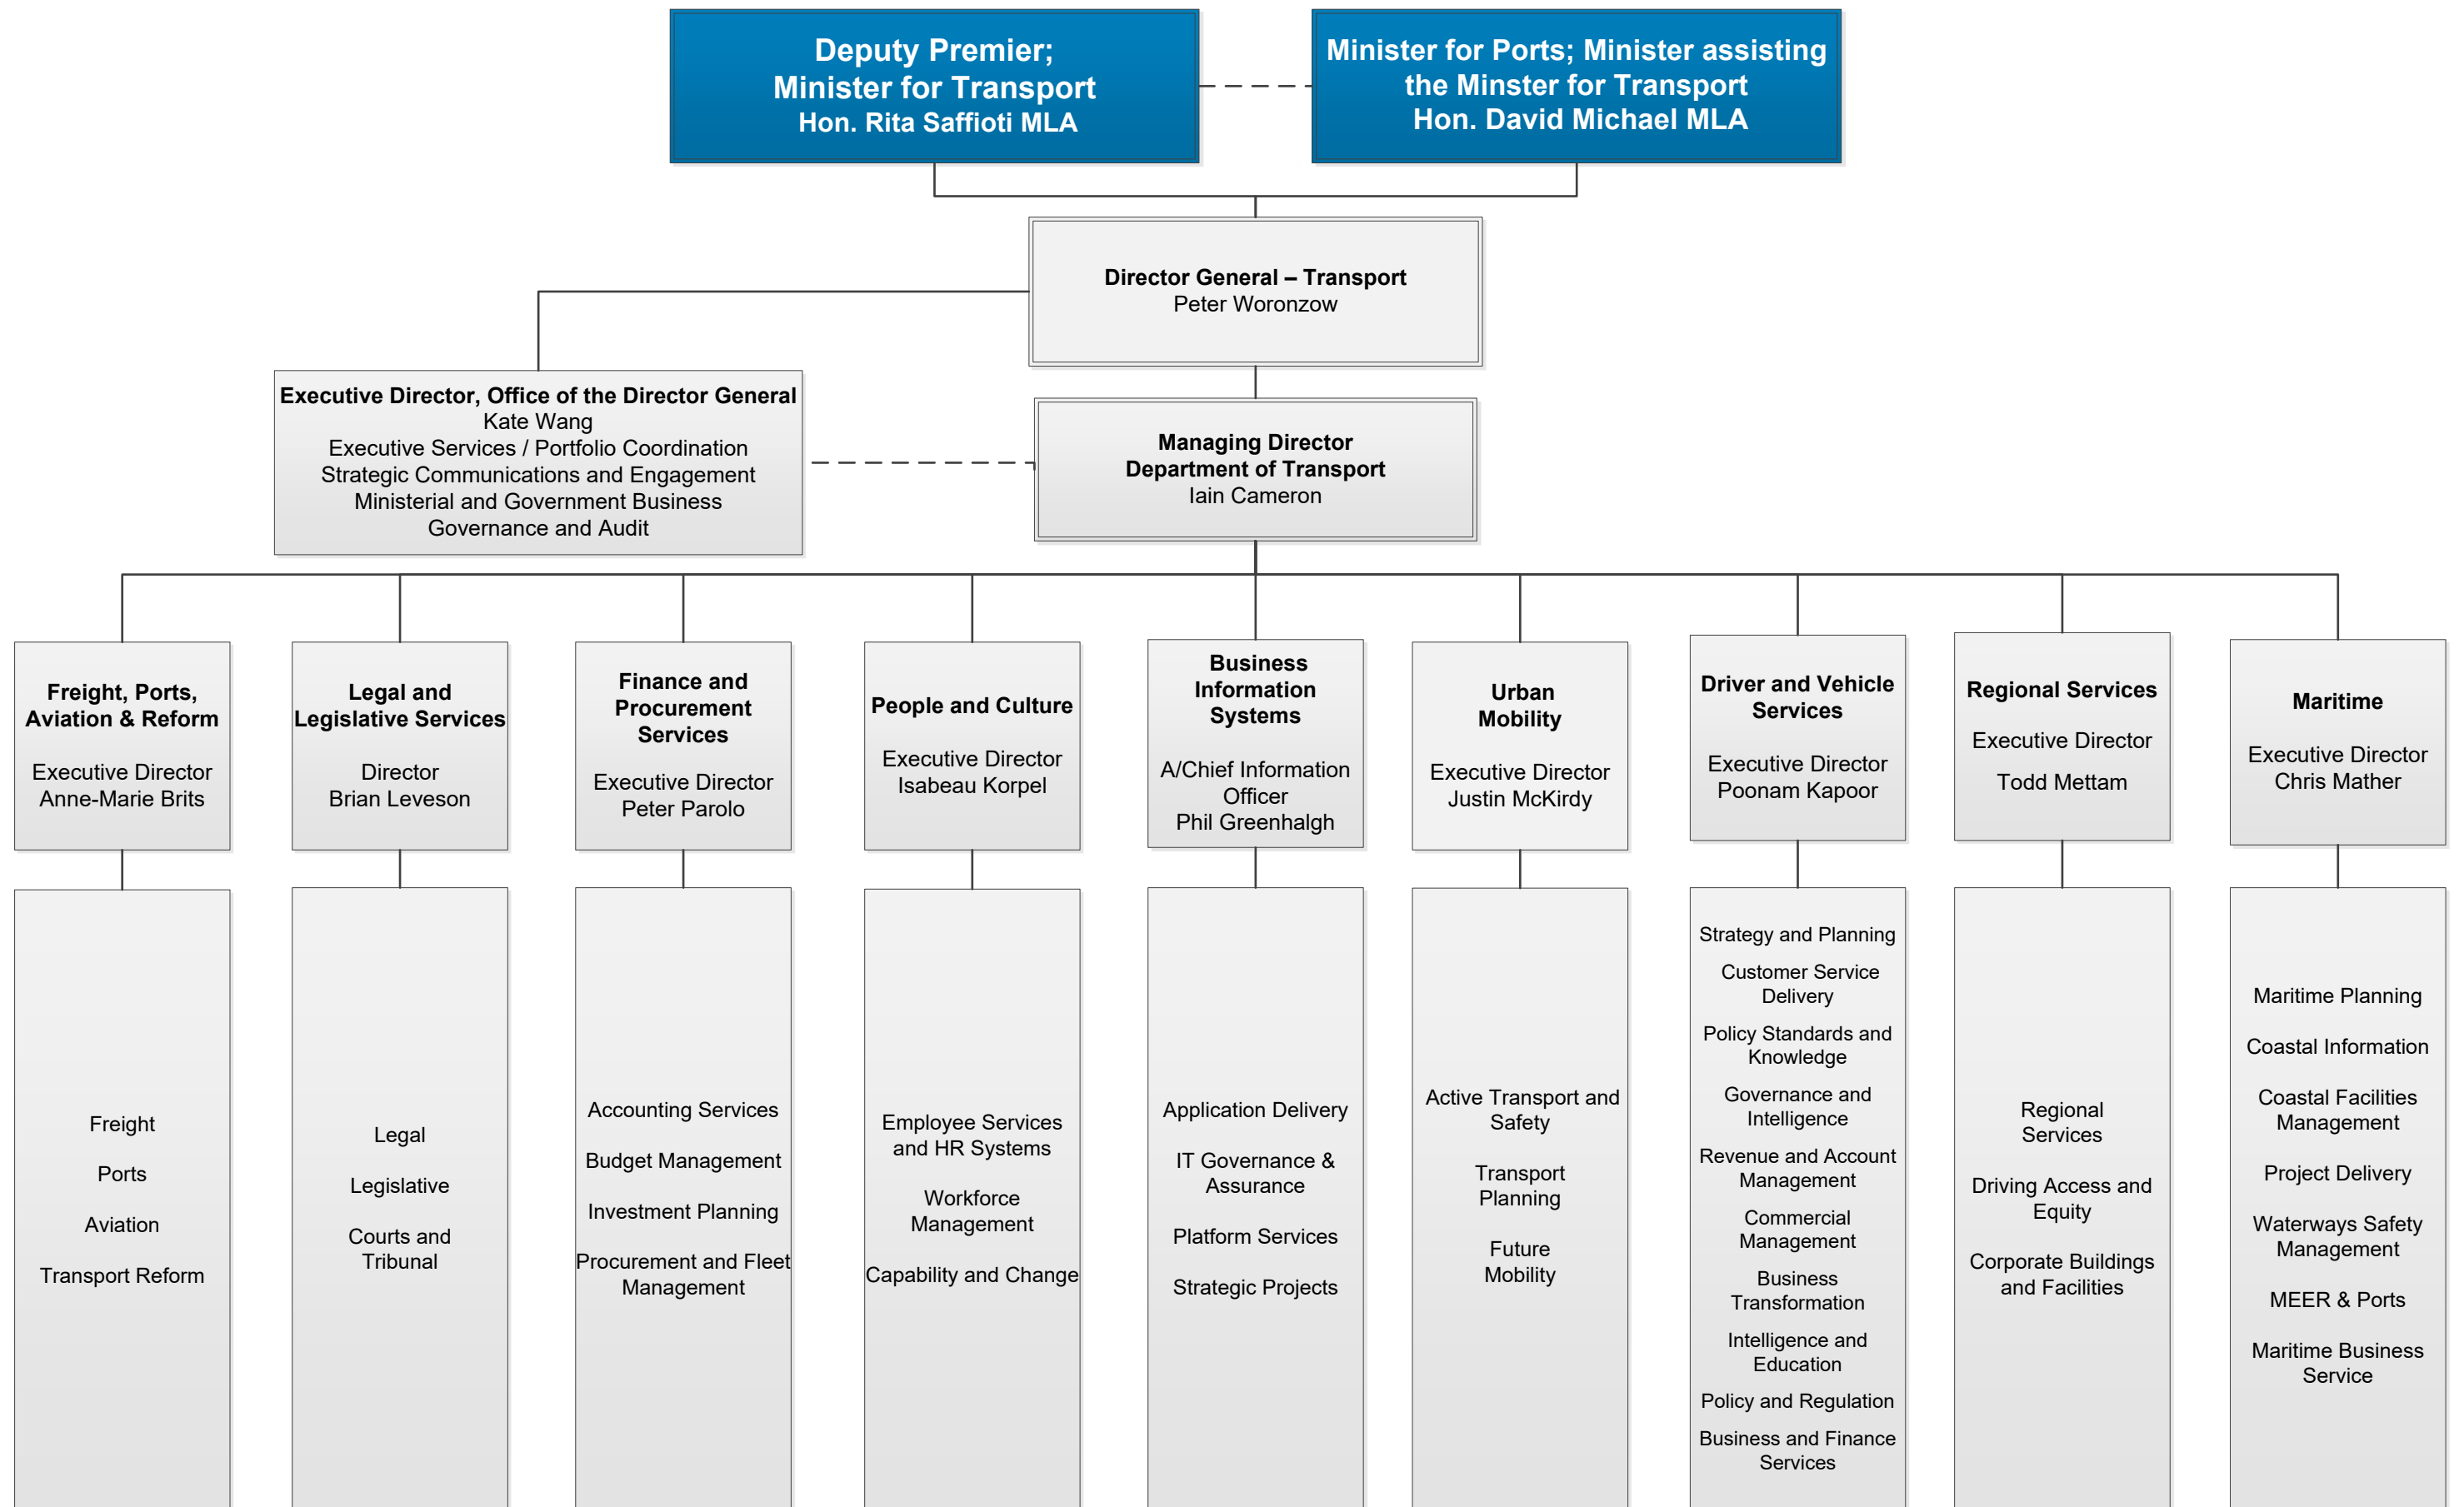 Deputy Premier;
Minister for Transport
Hon. Rita Saffioti MLA
Minister for Ports; Minister assisting
the Minster for Transport
Hon. David Michael MLA
Director General – Transport
Peter Woronzow
Executive Director, Office of the Director General
Kate Wang
Executive Services / Portfolio Coordination
Strategic Communications and Engagement
Ministerial and Government Business
Governance and Audit
Managing Director
Department of Transport
Iain Cameron
Freight, Ports,
Aviation & Reform
Executive Director
Anne-Marie Brits
Legal and
Legislative Services
Director
Brian Leveson
Finance and
Procurement
Services
Executive Director
Peter Parolo
People and Culture
Executive Director
Isabeau Korpel
Business
Information
Systems
A/Chief Information
Officer
Phil Greenhalgh
Urban
Mobility
Executive Director
Justin McKirdy
Driver and Vehicle
Services
Executive Director
Poonam Kapoor
Regional Services
Executive Director
Todd Mettam
Maritime
Executive Director
Chris Mather
Freight
Ports
Aviation
Transport Reform
Legal
Legislative
Courts and
Tribunal
Accounting Services
Budget Management
Investment Planning
Procurement and Fleet
Management
Employee Services
and HR Systems
Workforce
Management
Capability and Change
Application Delivery
IT Governance &
Assurance
Platform Services
Strategic Projects
Active Transport and
Safety
Transport
Planning
Future
Mobility
Strategy and Planning
Customer Service
Delivery
Policy Standards and
Knowledge
Governance and
Intelligence
Revenue and Account
Management
Commercial
Management
Business
Transformation
Intelligence and
Education
Policy and Regulation
Business and Finance
Services
Regional
Services
Driving Access and
Equity
Corporate Buildings
and Facilities
Maritime Planning
Coastal Information
Coastal Facilities
Management
Project Delivery
Waterways Safety
Management
MEER & Ports
Maritime Business
Service